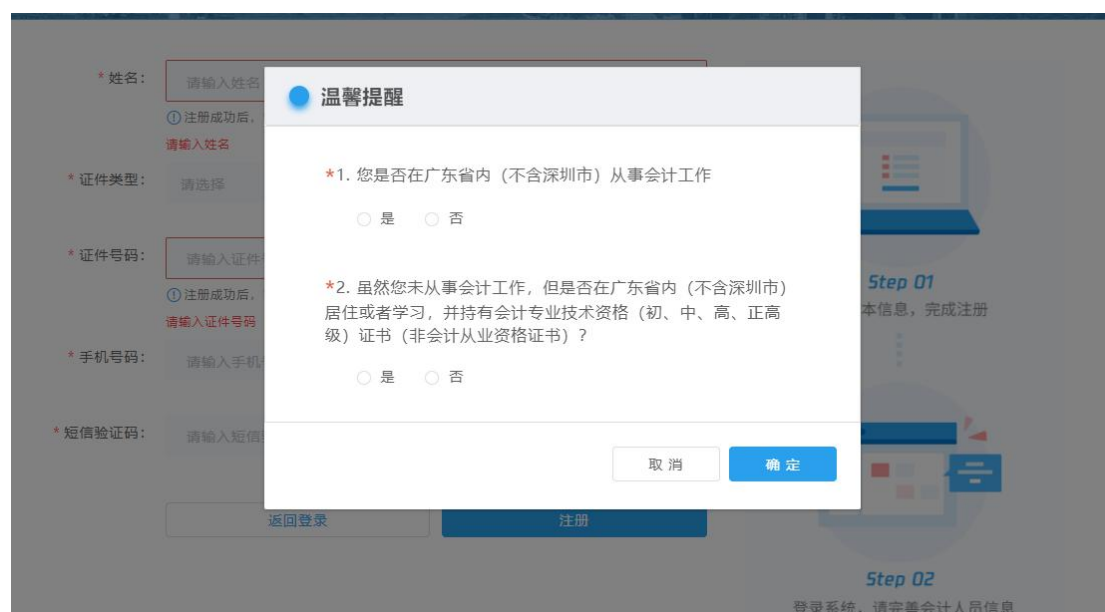 * 姓名:
请输入姓名
注册成功后,
请输入姓名
* 证件类型:
请选择
* 证件号码:
请输入证件
注册成功后,
请输入证件号码
* 手机号码:
请输入手机
* 短信验证码:
请输入短信
返回登录
注册
温馨提醒
*1. 您是否在广东省内（不含深圳市）从事会计工作
是 否
*2. 虽然您未从事会计工作，但是否在广东省内（不含深圳市）
居住或者学习，并持有会计专业技术资格（初、中、高、正高
级）证书（非会计从业资格证书）?
是 否
取 消
确 定
Step 01
本信息，完成注册
Step 02
登录系统，请完善会计人员信息